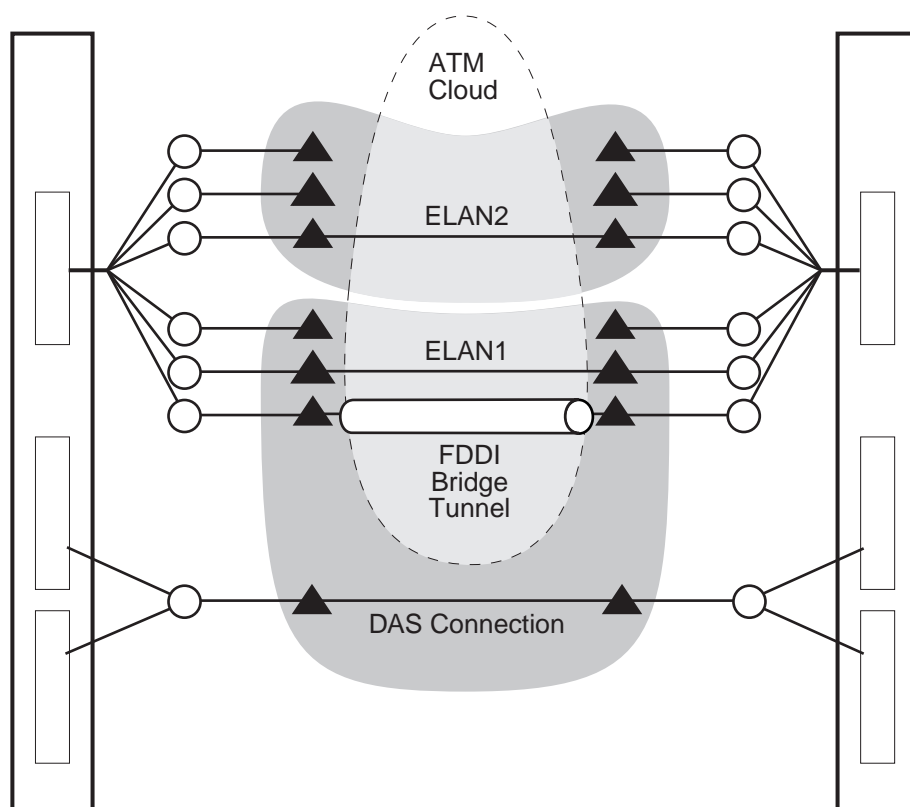 ATM
Cloud
ELAN2
ELAN1
FDDI
Bridge
Tunnel
DAS Connection